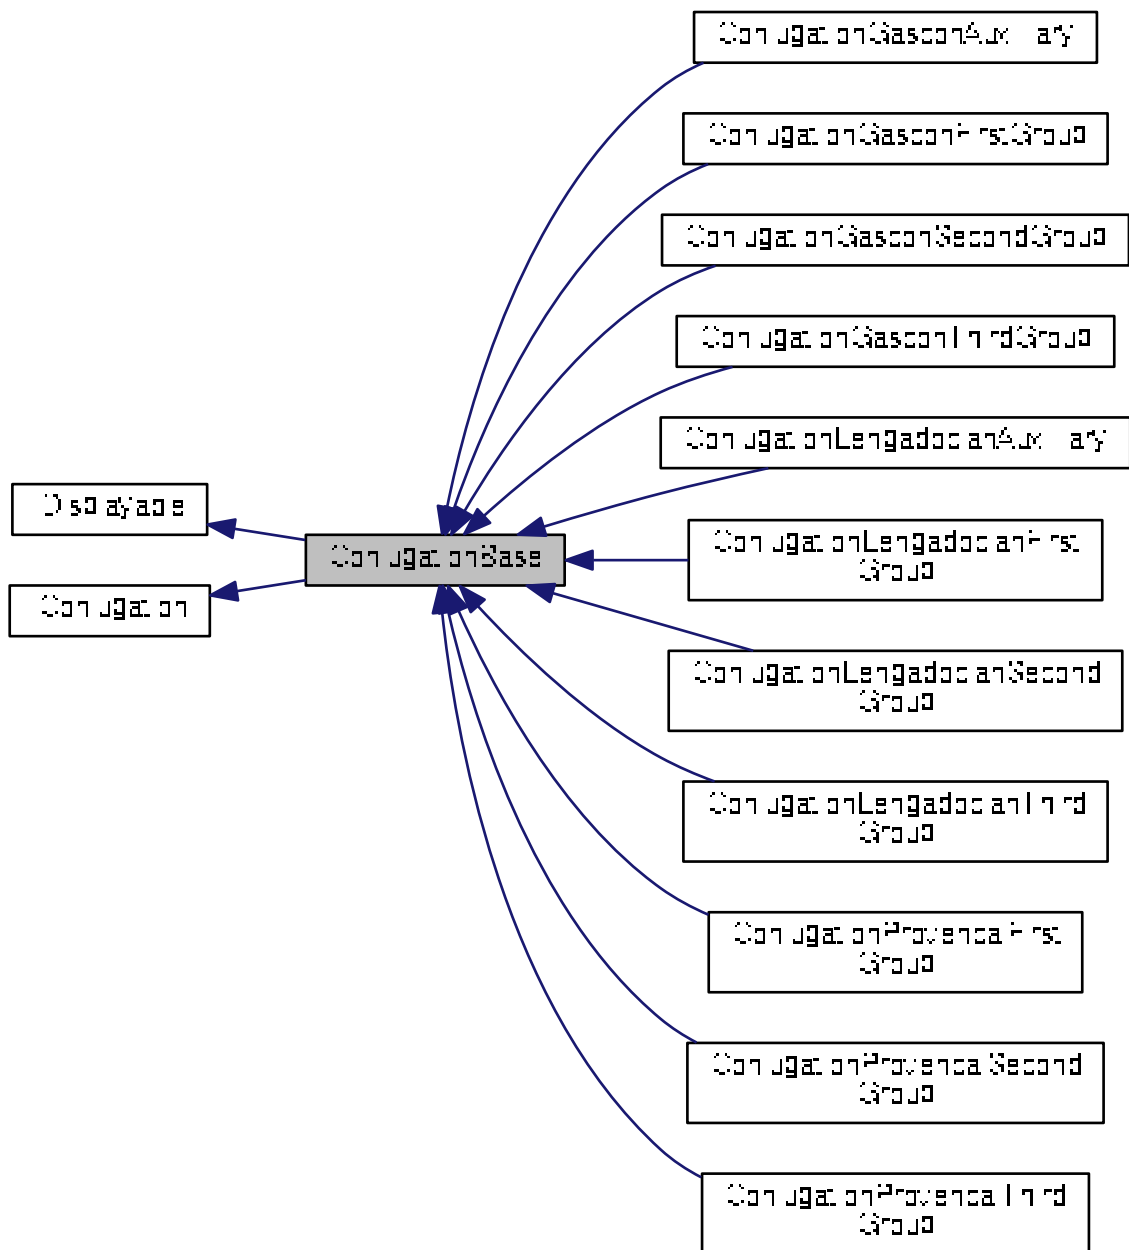 ConjugationGasconAuxiliary
ConjugationGasconFirstGroup
ConjugationGasconSecondGroup
ConjugationGasconThirdGroup
ConjugationLengadocianAuxiliary
Displayable
ConjugationBase
ConjugationLengadocianFirst
Group
Conjugation
ConjugationLengadocianSecond
Group
ConjugationLengadocianThird
Group
ConjugationProvencalFirst
Group
ConjugationProvencalSecond
Group
ConjugationProvencalThird
Group